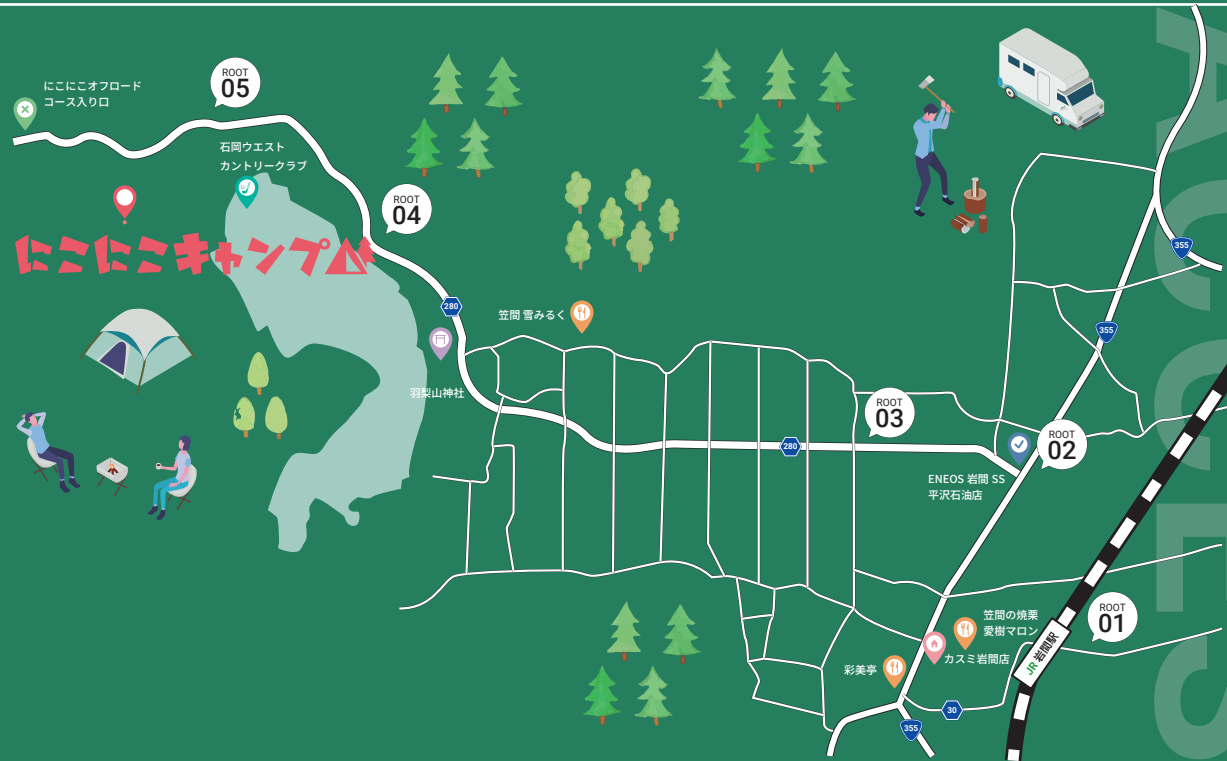 にこにこオフロード
コース入り口
ROOT
05
石岡ウエスト
カントリークラブ
ROOT
04
にこにこキャンプ
280
笠間 雪みるく
羽梨山神社
355
355
ROOT
03
280
ROOT
02
ENEOS 岩間 SS
平沢石油店
ROOT
01
笠間の焼栗
愛樹マロン
JR 岩間駅
カスミ岩間店
彩美亭
30
355